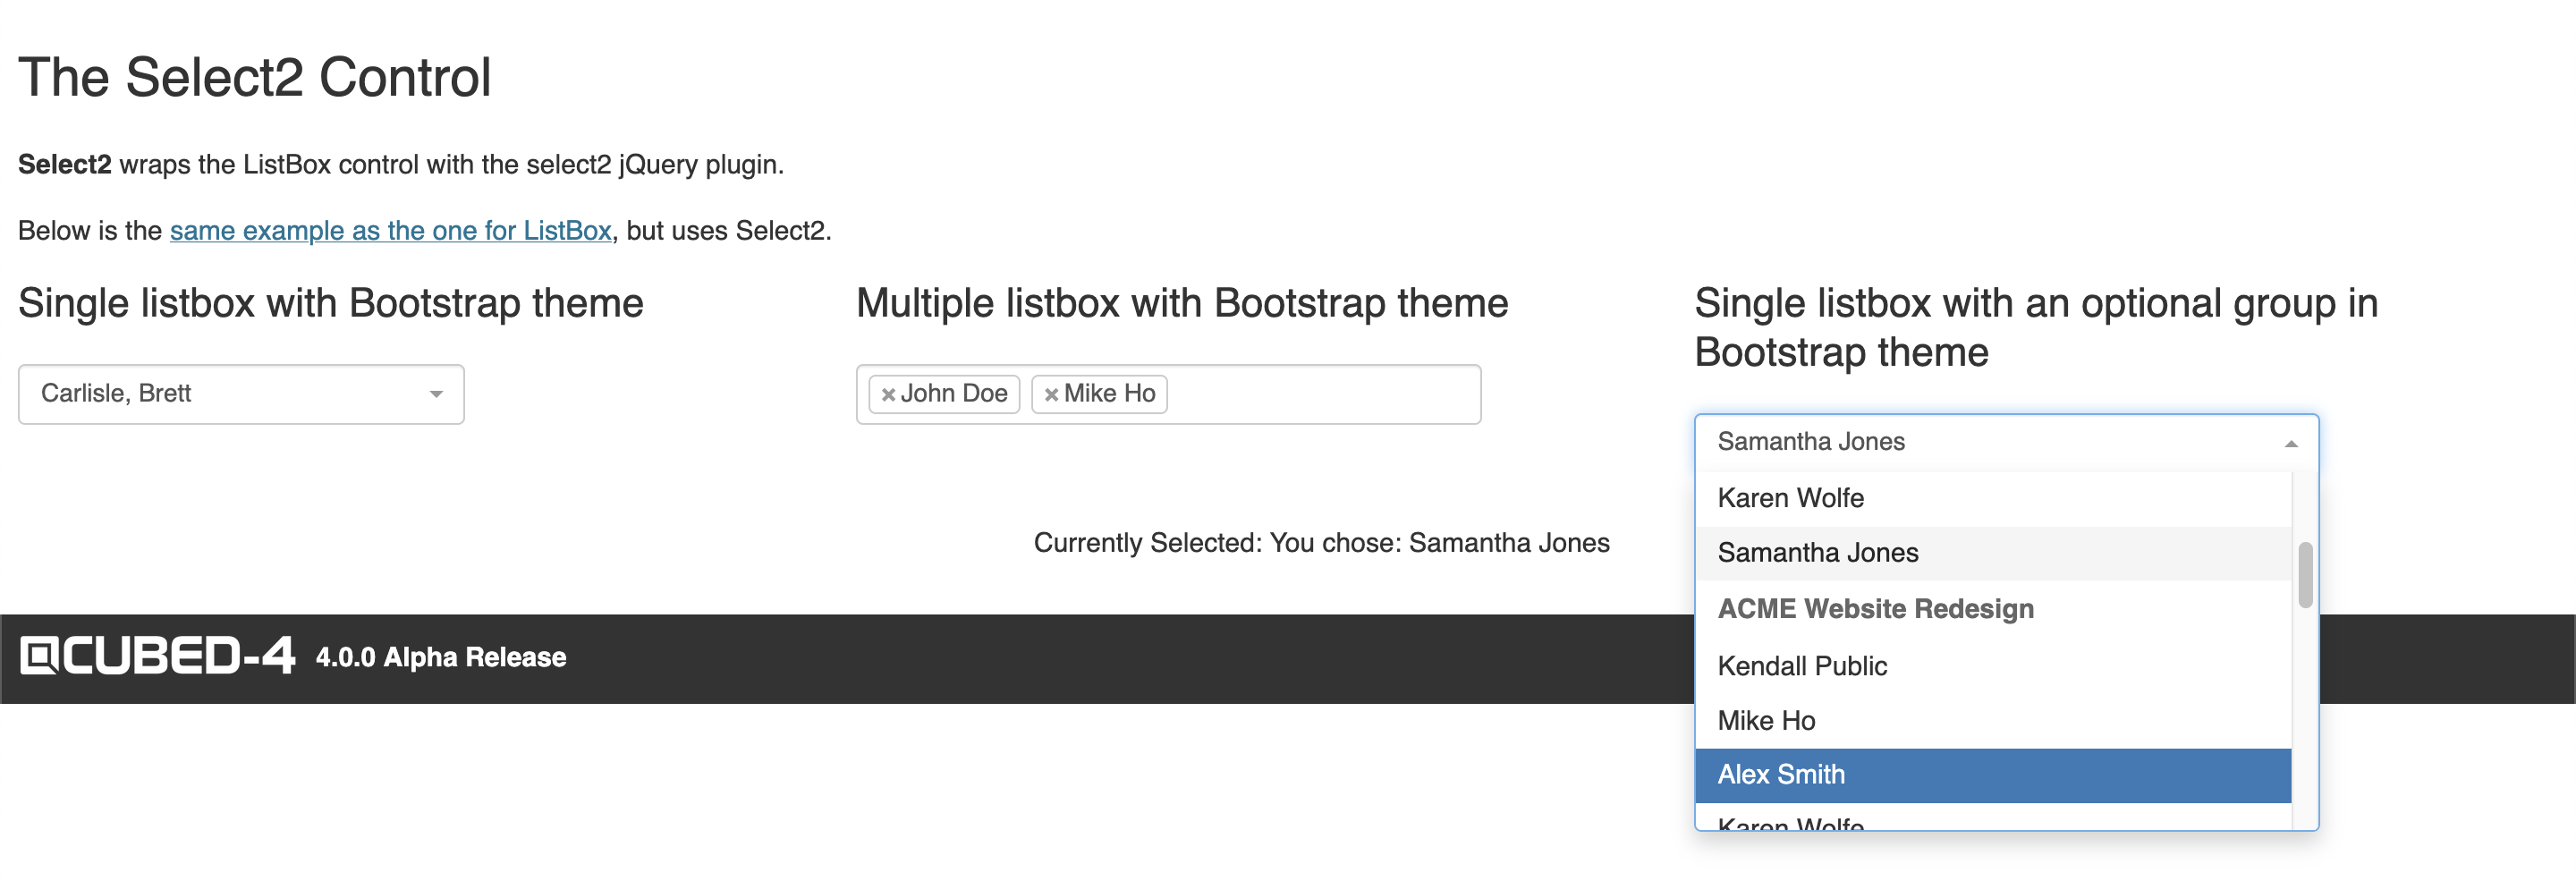 The Select2 Control
Select2 wraps the ListBox control with the select2 jQuery plugin.
Below is the same example as the one for ListBox, but uses Select2.
Single listbox with Bootstrap theme
Carlisle, Brett
Multiple listbox with Bootstrap theme
×John Doe ×Mike Ho
Single listbox with an optional group in
Bootstrap theme
Samantha Jones
Karen Wolfe
Samantha Jones
ACME Website Redesign
Kendall Public
Mike Ho
Alex Smith
Karen Wolfe
Currently Selected: You chose: Samantha Jones
QCUBED-4 4.0.0 Alpha Release